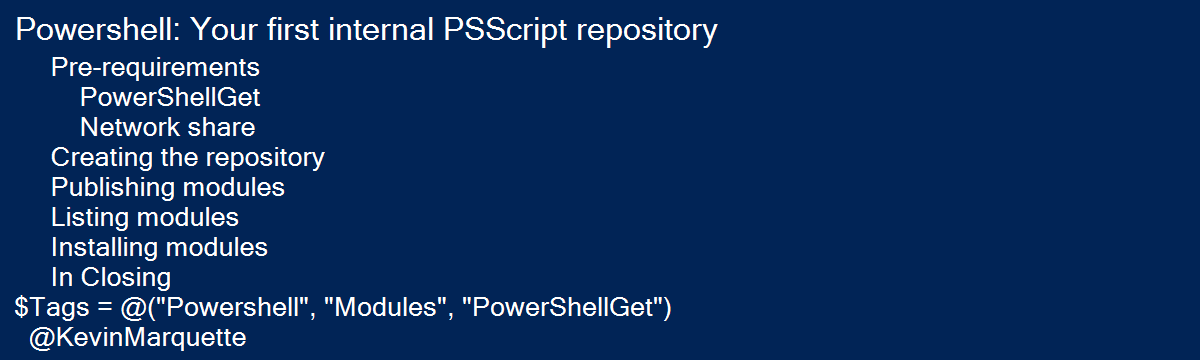 Powershell: Your first internal PSScript repository
Pre-requirements
PowerShellGet
Network share
Creating the repository
Publishing modules
Listing modules
Installing modules
In Closing
$Tags = @("Powershell", "Modules", "PowerShellGet")
@KevinMarquette